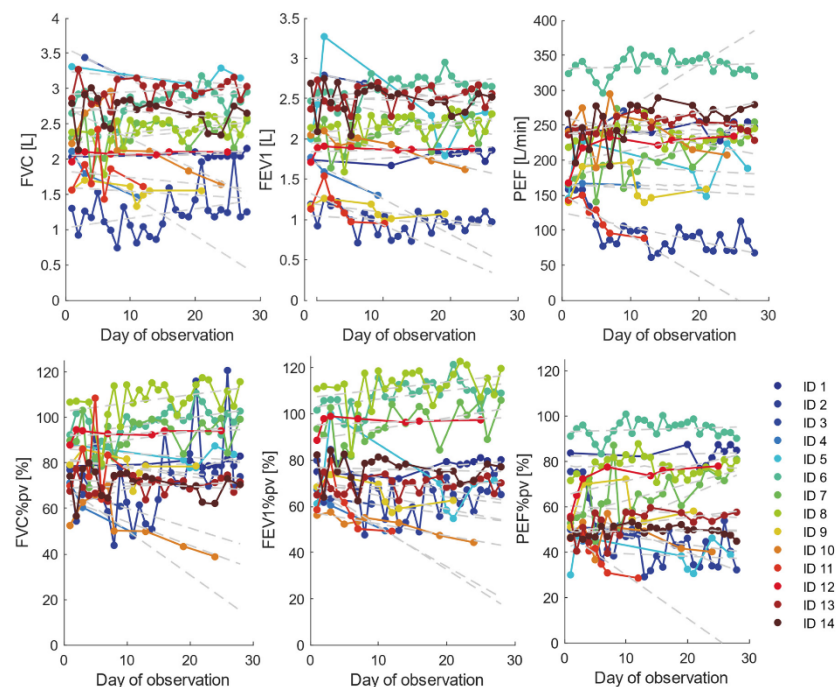 4
3.5
3
2.5
2
1.5
1
0.5
0
FVC [L]
0 10 20 30
Day of observation
3.5
3
2.5
2
1.5
1
0.5
0
FEV1 [L]
0 10 20 30
Day of observation
400
350
300
250
200
150
100
50
0
PEF [L/min]
0 10 20 30
Day of observation
120
100
80
60
40
20
0
FVC%pv [%]
0 10 20 30
Day of observation
120
100
80
60
40
20
0
FEV1%pv [%]
0 10 20 30
Day of observation
120
100
80
60
40
20
0
PEF%pv [%]
0 10 20 30
Day of observation
ID 1
ID 2
ID 3
ID 4
ID 5
ID 6
ID 7
ID 8
ID 9
ID 10
ID 11
ID 12
ID 13
ID 14